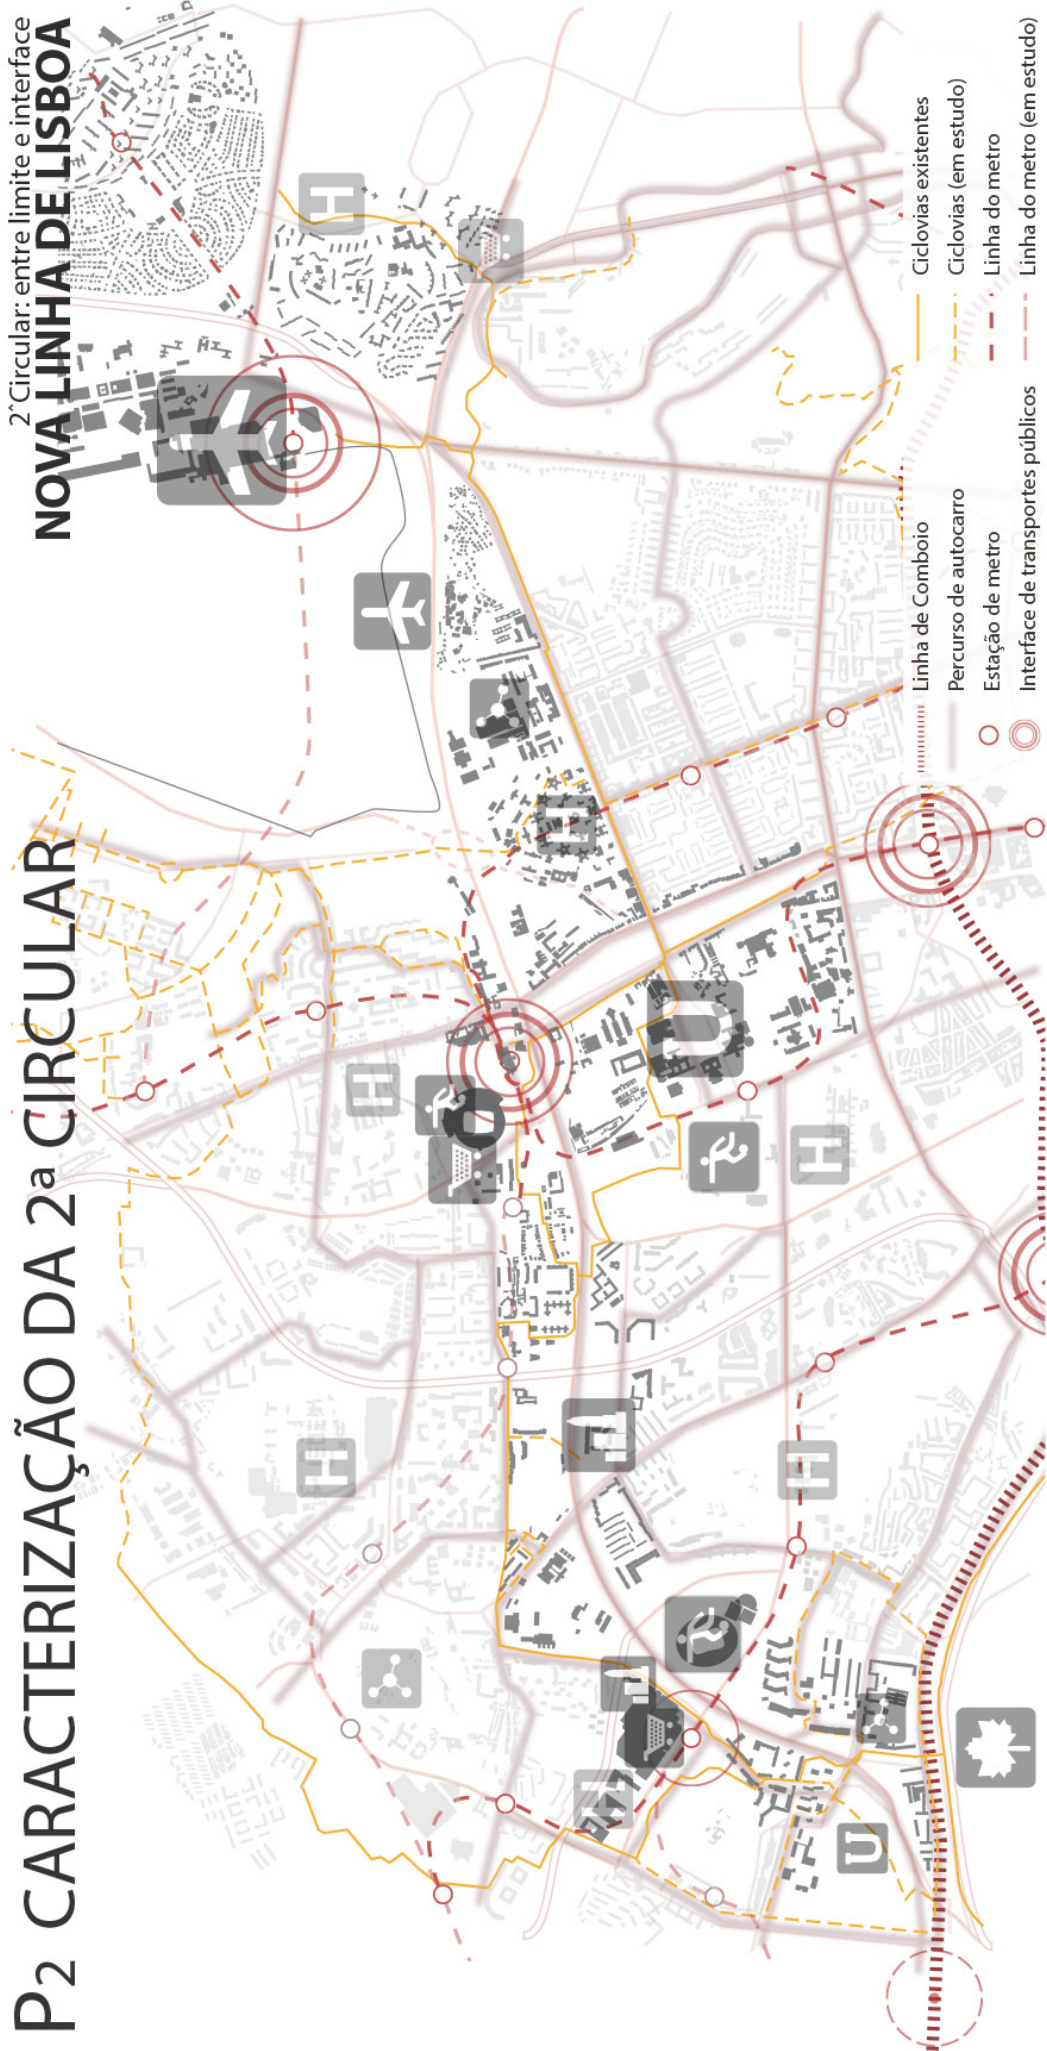 P2 CARACTERIZAÇÃO DA 2a CIRCULAR
2ˆCircular: entre limite e interface
NOVA LINHA DE LISBOA
H
H
H
H
H
H
H
U
U
Linha de Comboio
Percurso de autocarro
Estação de metro
Interface de transportes públicos
Ciclovias existentes
Ciclovias (em estudo)
Linha do metro
Linha do metro (em estudo)